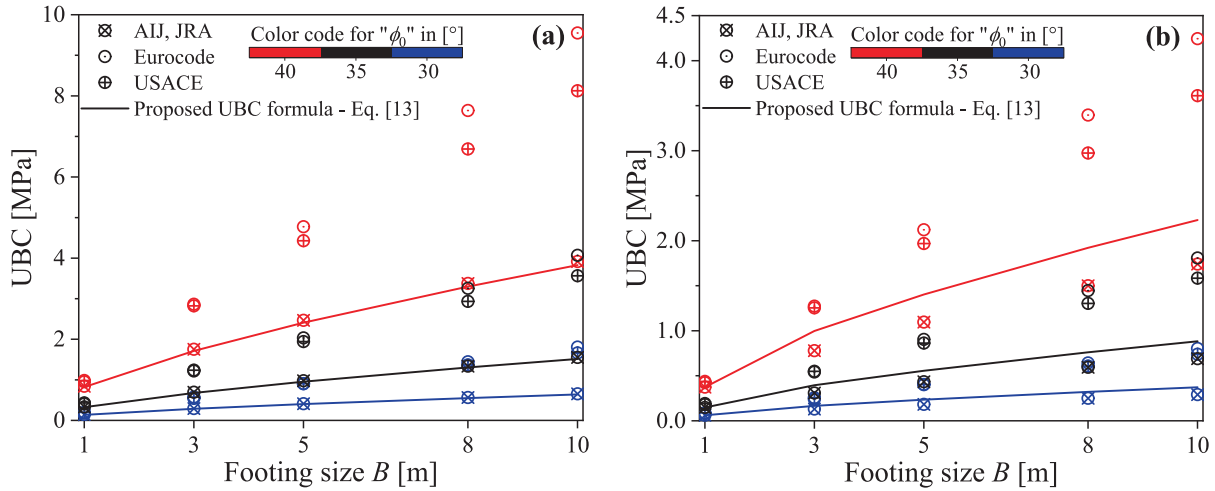 10
8
6
4
2
0
UBC [MPa]
AIJ, JRA
Eurocode
USACE
Proposed UBC formula - Eq. [13]
Color code for "ϕ₀" in [°]
40 35 30
(a)
1 3 5 8 10
Footing size B [m]
4.5
4.0
3.0
2.0
1.0
0.0
UBC [MPa]
AIJ, JRA
Eurocode
USACE
Proposed UBC formula - Eq. [13]
Color code for "ϕ₀" in [°]
40 35 30
(b)
1 3 5 8 10
Footing size B [m]